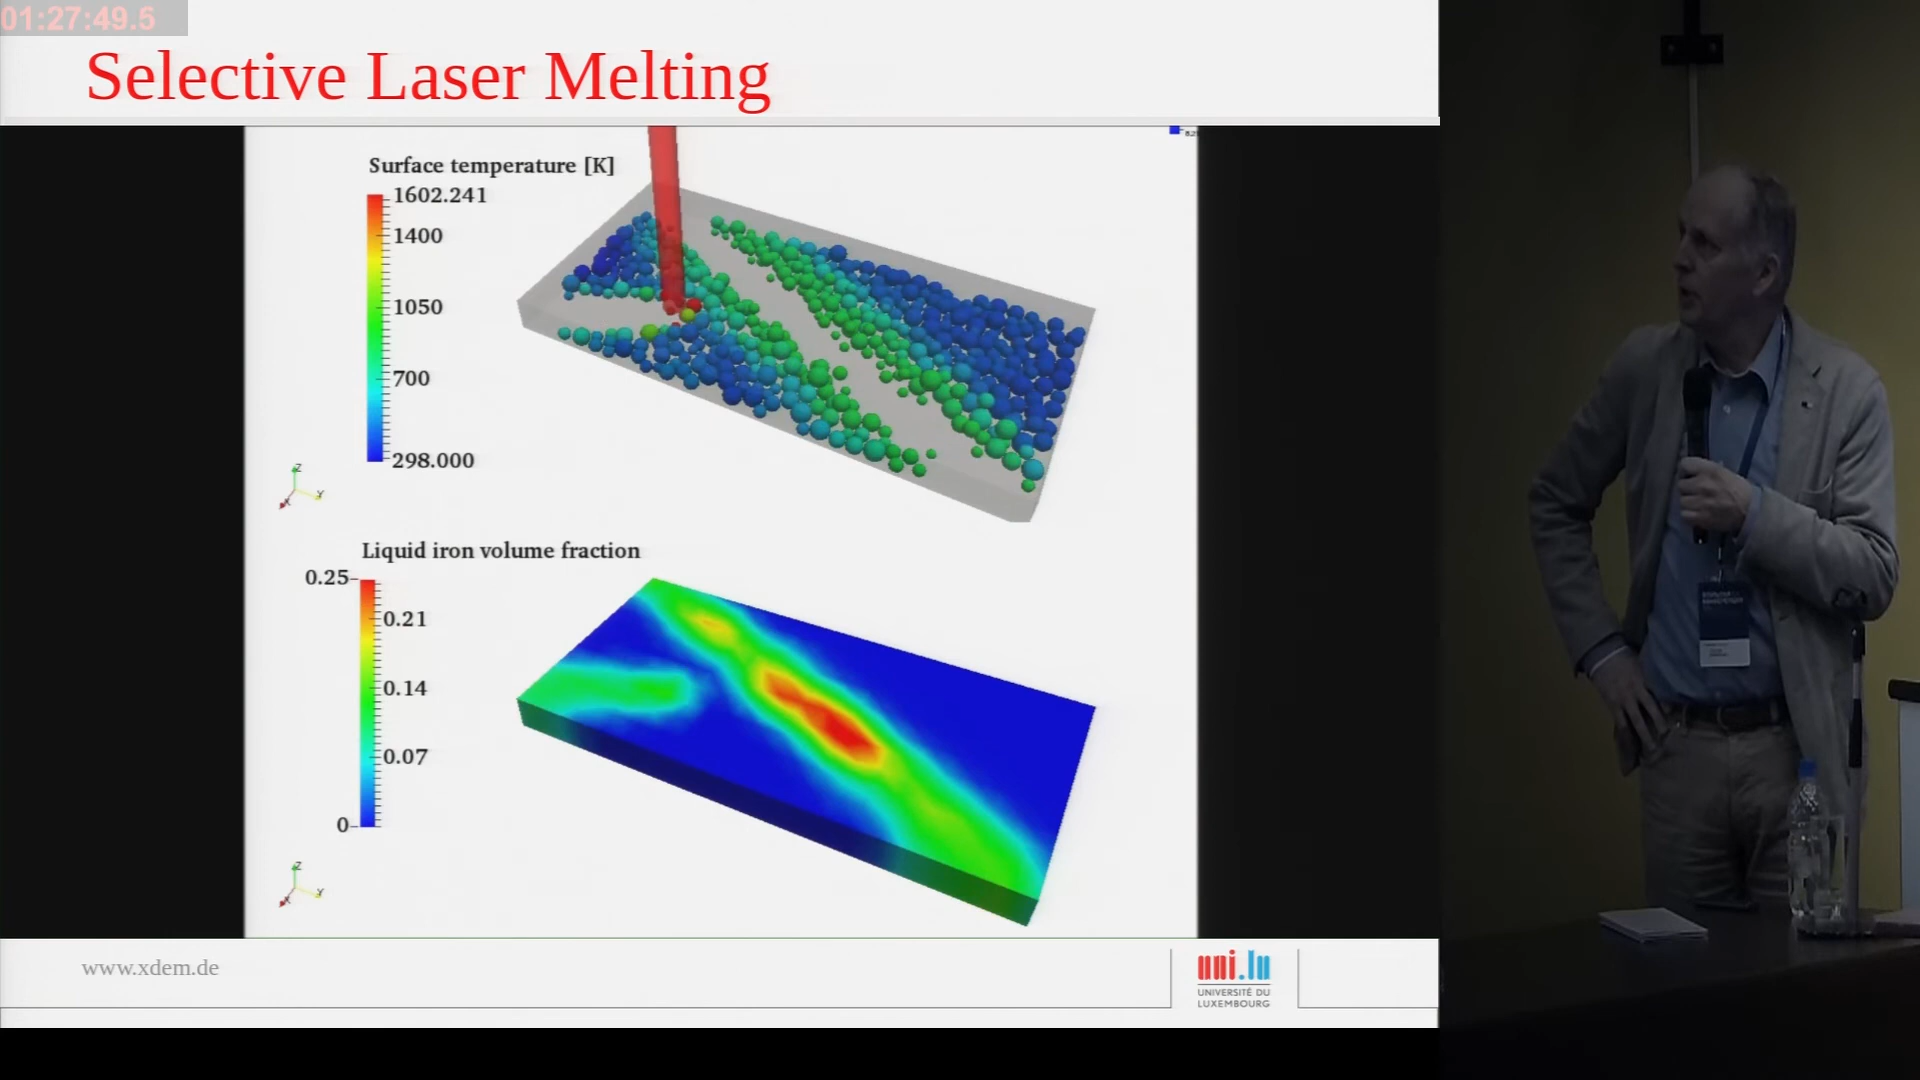 01:27:49.5
Selective Laser Melting
Surface temperature [K]
1602.241
1400
1050
700
298.000
Z
Y
X
Liquid iron volume fraction
0.25
0.21
0.14
0.07
0
Z
Y
X
www.xdem.de
uni.lu
UNIVERSITÉ DU
LUXEMBOURG